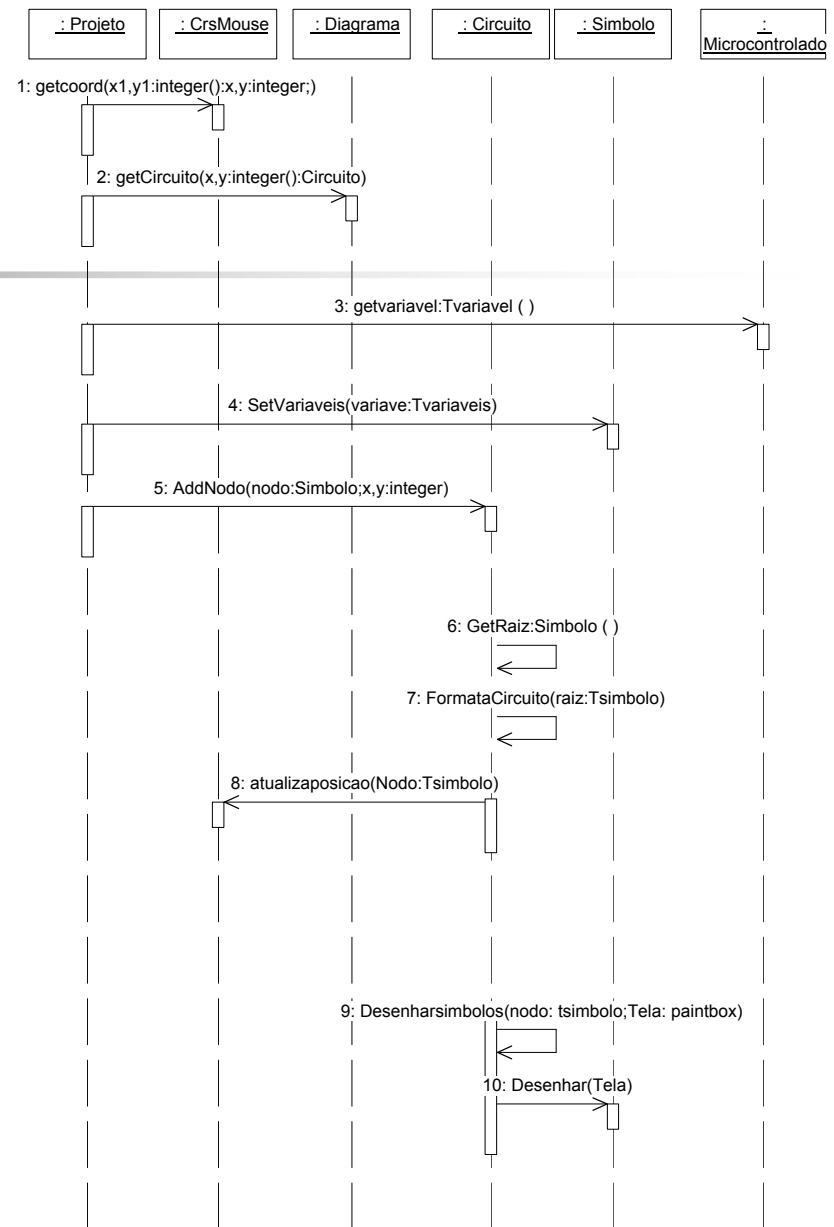 : Projeto
: CrsMouse
: Diagrama
: Circuito
: Simbolo
:
Microcontrolado
1: getcoord(x1,y1:integer():x,y:integer;)
2: getCircuito(x,y:integer():Circuito)
3: getvariavel:Tvariavel ( )
4: SetVariaveis(variave:Tvariaveis)
5: AddNodo(nodo:Simbolo;x,y:integer)
6: GetRaiz:Simbolo ( )
7: FormataCircuito(raiz:Tsimbolo)
8: atualizaposicao(Nodo:Tsimbolo)
9: Desenharsimbolos(nodo: tsimbolo;Tela: paintbox)
10: Desenhar(Tela)